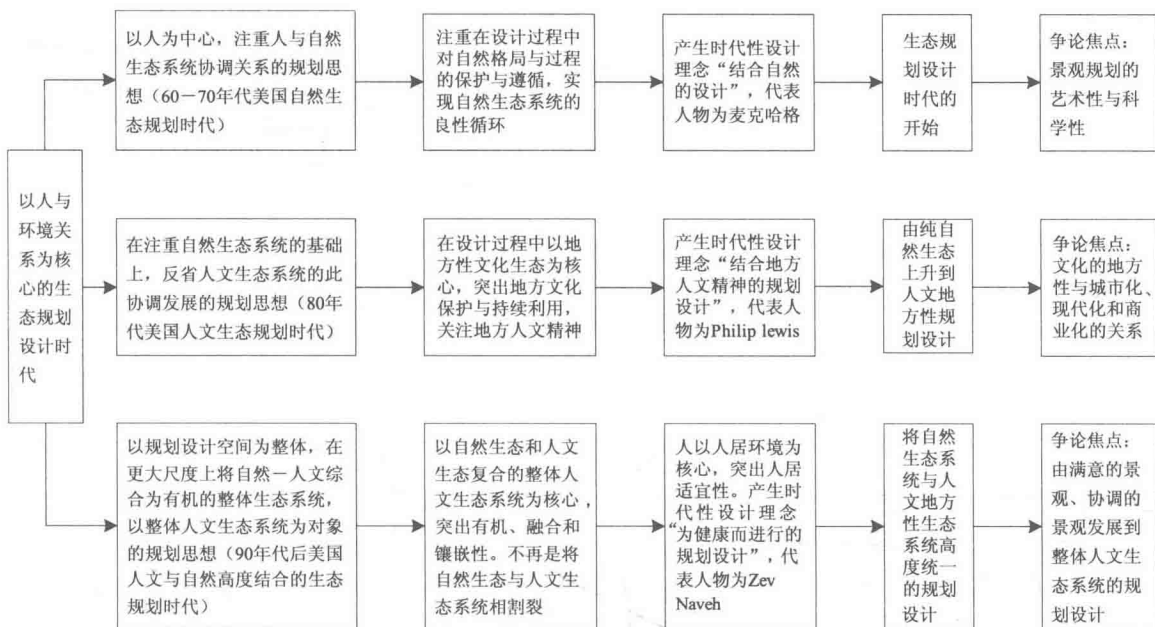 以人与
环境关
系为核
心的生
态规划
设计时
代
以人为中心，注重人与自然
生态系统协调关系的规划思
想（60－70年代美国自然生
态规划时代）
注重在设计过程中
对自然格局与过程
的保护与遵循，实
现自然生态系统的
良性循环
产生时代性设计
理念“结合自然
的设计”，代表
人物为麦克哈格
生态规
划设计
时代的
开始
争论焦点：
景观规划的
艺术性与科
学性
在注重自然生态系统的基础
上，反省人文生态系统的此
协调发展的规划思想（80年
代美国人文生态规划时代）
在设计过程中以地
方性文化生态为核
心，突出地方文化
保护与持续利用，
关注地方人文精神
产生时代性设计
理念“结合地方
人文精神的规划
设计”，代表人
物为Philip lewis
由纯自
然生态
上升到
人文地
方性规
划设计
争论焦点：
文化的地方
性与城市化、
现代化和商
业化的关系
以规划设计空间为整体，在
更大尺度上将自然－人文综
合为有机的整体生态系统，
以整体人文生态系统为对象
的规划思想（90年代后美国
人文与自然高度结合的生态
规划时代）
以自然生态和人文
生态复合的整体人
文生态系统为核心，
突出有机、融合和
镶嵌性。不再是将
自然生态与人文生
态系统相割裂
人以人居环境为
核心，突出人居
适宜性。产生时
代性设计理念
“为健康而进行的
规划设计”，代
表人物为Zev
Naveh
将自然
生态系
统与人
文地方
性生态
系统高
度统一
的规划
设计
争论焦点：
由满意的景
观、协调的
景观发展到
整体人文生
态系统的规
划设计